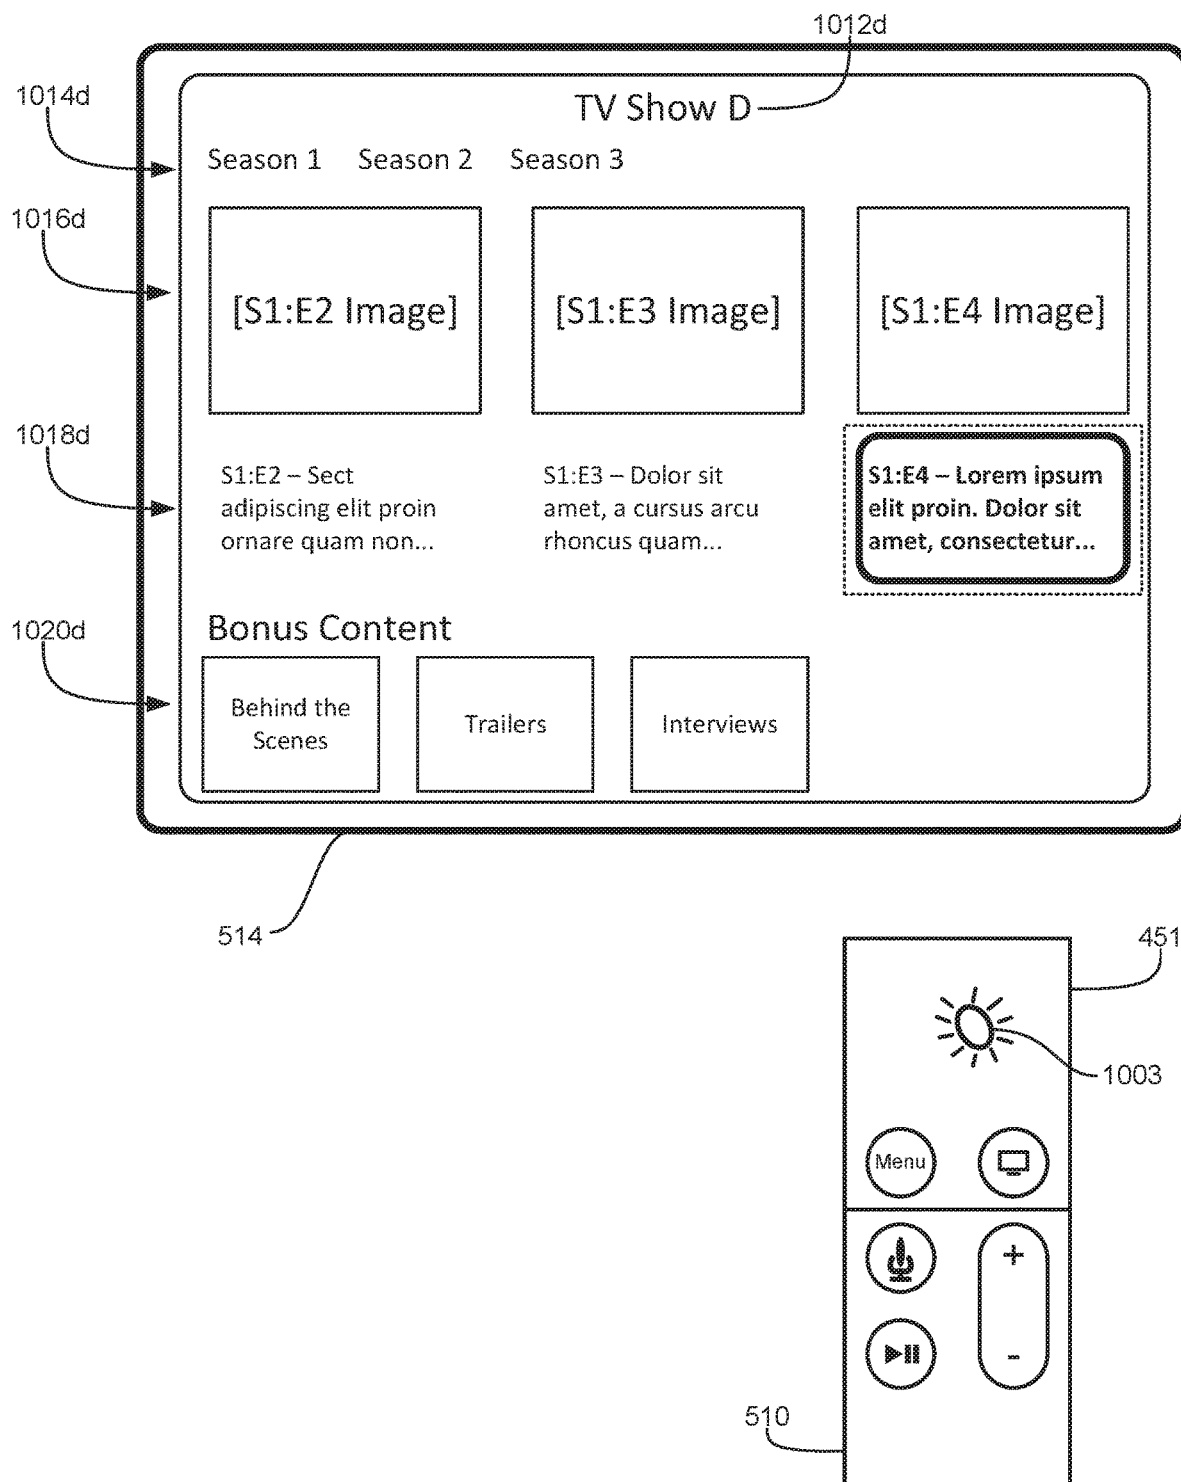 1012d
1014d
TV Show D
Season 1 Season 2 Season 3
1016d
[S1:E2 Image] [S1:E3 Image] [S1:E4 Image]
1018d
S1:E2 – Sect
adipiscing elit proin
ornare quam non...
S1:E3 – Dolor sit
amet, a cursus arcu
rhoncus quam...
S1:E4 – Lorem ipsum
elit proin. Dolor sit
amet, consectetur...
1020d
Bonus Content
Behind the
Scenes
Trailers
Interviews
514
451
1003
Menu
+
-
510